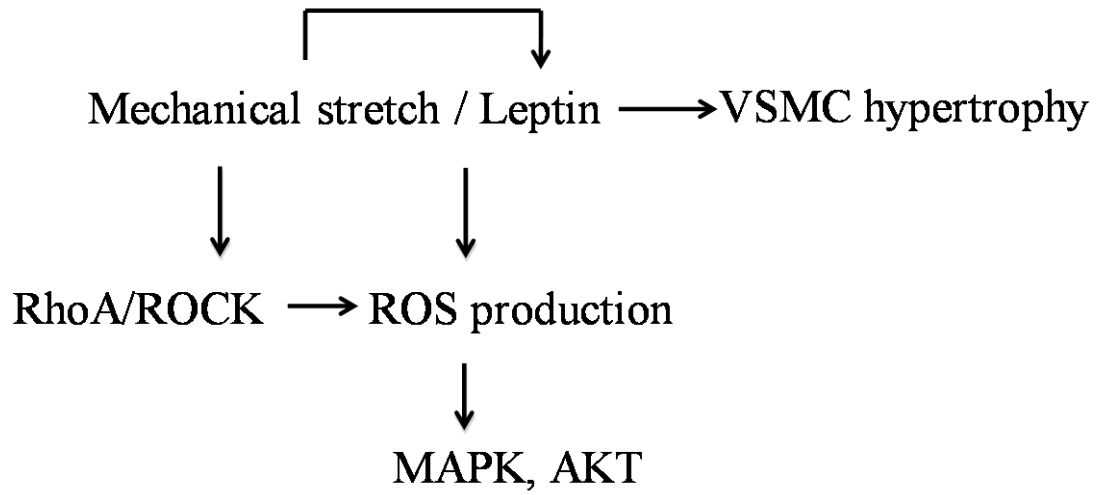 Mechanical stretch / Leptin
VSMC hypertrophy
RhoA/ROCK
ROS production
MAPK, AKT